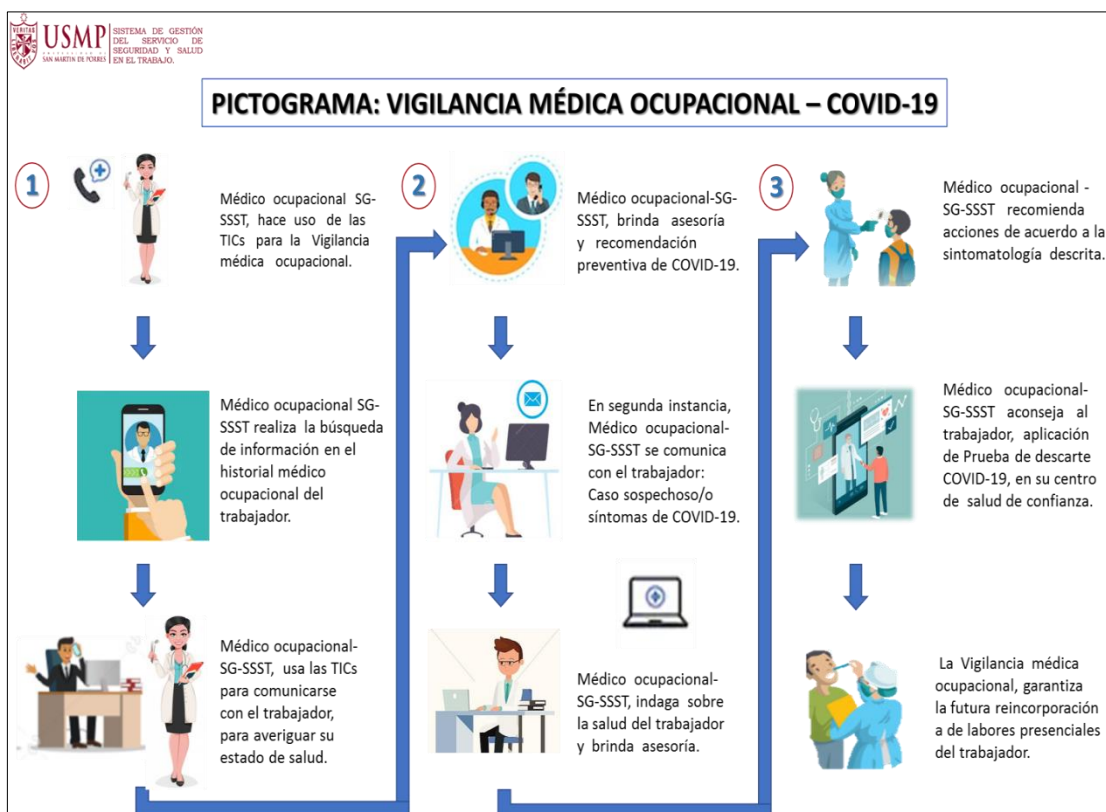 USMP
UNIVERSIDAD DE
SAN MARTIN DE PORRES
SISTEMA DE GESTIÓN
DEL SERVICIO DE
SEGURIDAD Y SALUD
EN EL TRABAJO.
PICTOGRAMA: VIGILANCIA MÉDICA OCUPACIONAL – COVID-19
1
Médico ocupacional SG-
SSST, hace uso de las
TICs para la Vigilancia
médica ocupacional.
Médico ocupacional SG-
SSST realiza la búsqueda
de información en el
historial médico
ocupacional del
trabajador.
Médico ocupacional-
SG-SSST, usa las TICs
para comunicarse
con el trabajador,
para averiguar su
estado de salud.
2
Médico ocupacional-SG-
SSST, brinda asesoría
y recomendación
preventiva de COVID-19.
En segunda instancia,
Médico ocupacional-
SG-SSST se comunica
con el trabajador:
Caso sospechoso/o
síntomas de COVID-19.
Médico ocupacional-
SG-SSST, indaga sobre
la salud del trabajador
y brinda asesoría.
3
Médico ocupacional -
SG-SSST recomienda
acciones de acuerdo a la
sintomatología descrita.
Médico ocupacional-
SG-SSST aconseja al
trabajador, aplicación
de Prueba de descarte
COVID-19, en su centro
de salud de confianza.
La Vigilancia médica
ocupacional, garantiza
la futura reincorporación
a de labores presenciales
del trabajador.